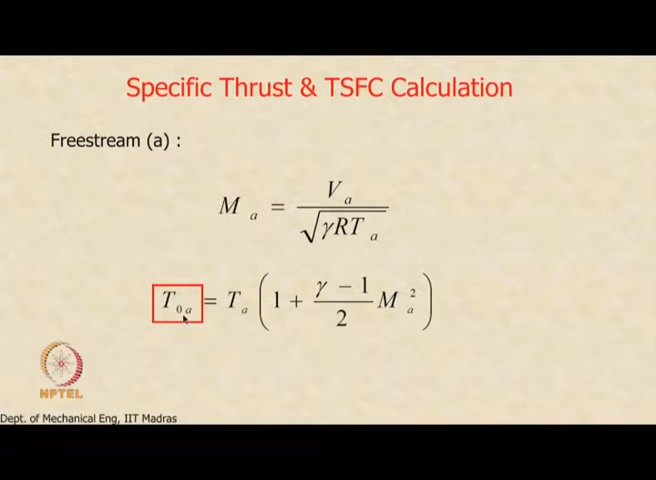 Specific Thrust & TSFC Calculation
Freestream (a) :
M a = V a / √γRT a
T 0a = T a ( 1 + γ − 1 / 2 M a 2 )
NPTEL
Dept. of Mechanical Eng, IIT Madras